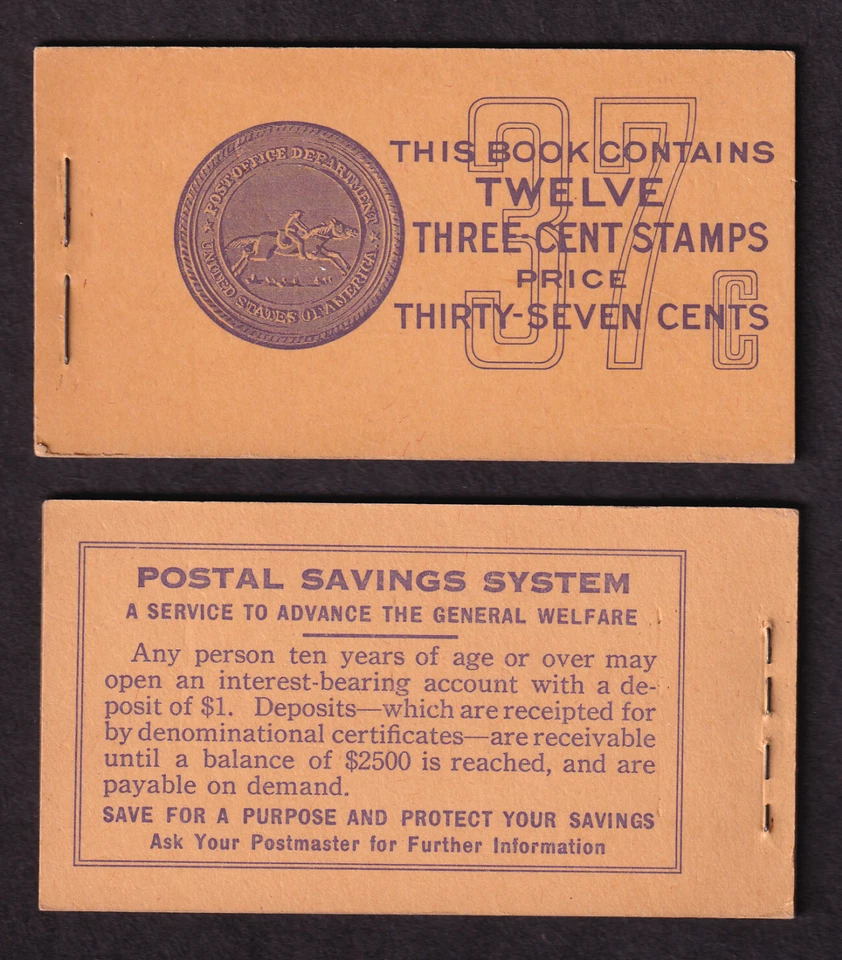 POST OFFICE DEPARTMENT
UNITED STATES OF AMERICA
37c
THIS BOOK CONTAINS
TWELVE
THREE-CENT STAMPS
PRICE
THIRTY-SEVEN CENTS
POSTAL SAVINGS SYSTEM
A SERVICE TO ADVANCE THE GENERAL WELFARE
Any person ten years of age or over may
open an interest-bearing account with a de-
posit of $1. Deposits—which are receipted for
by denominational certificates—are receivable
until a balance of $2500 is reached, and are
payable on demand.
SAVE FOR A PURPOSE AND PROTECT YOUR SAVINGS
Ask Your Postmaster for Further Information